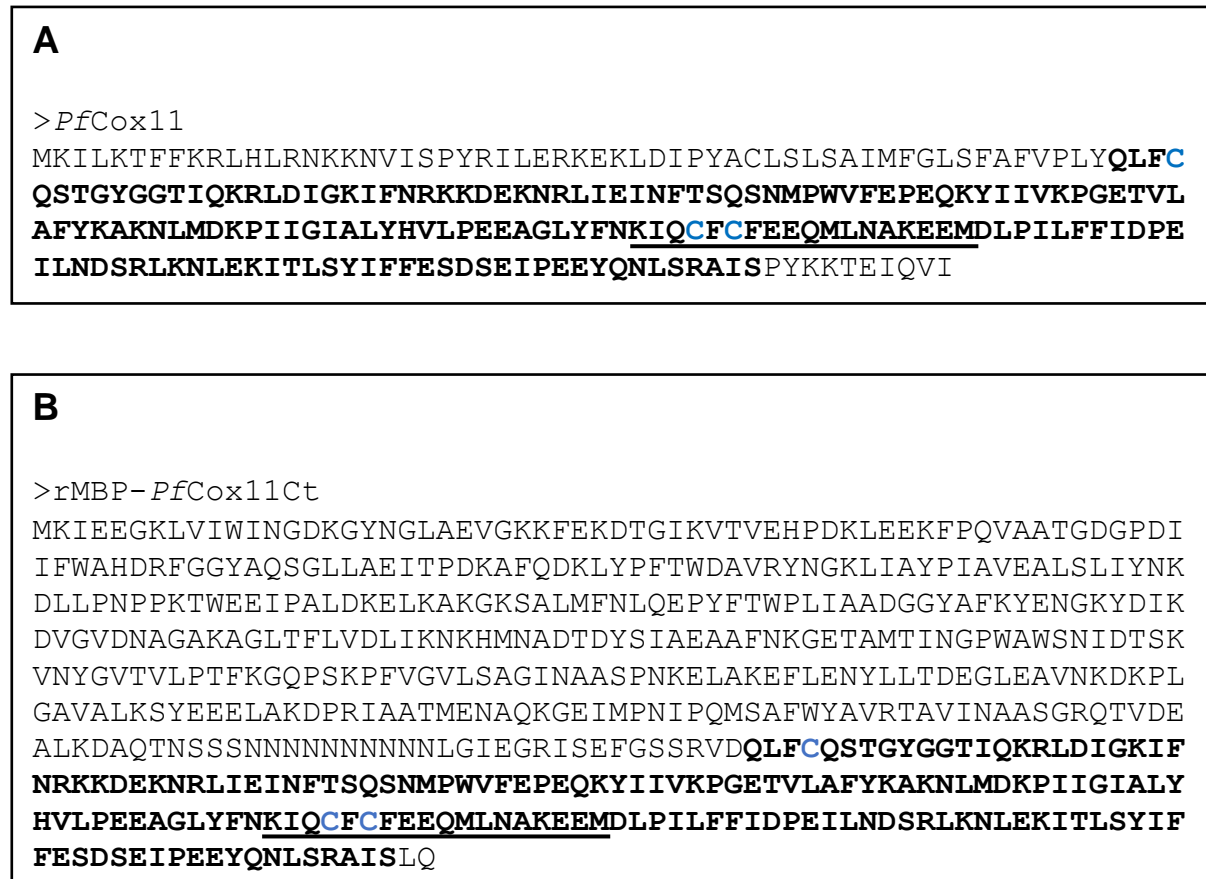 A
>PfCox11
MKILKTFFKRLHLRNKKNVISPYRILERKEKLDIPYACLSLSAIMFGLSFAFVPLYQLFC
QSTGYGGTIQKRLDIGKIFNRKKDEKNRLIEINFTSQSNMPWVFEPEQKYIIVKPGETVL
AFYKAKNLMDKPIIGIALYHVLPEEAGLYFNKIQCFCFEEQMLNAKEEMDLPILFFIDPE
ILNDSRLKNLEKITLSYIFFESDSEIPEEYQNLSRAISPYKKTEIQVI
B
>rMBP-PfCox11Ct
MKIEEGKLVIWINGDKGYNGLAEVGKKFEKDTGIKVTVEHPDKLEEKFPQVAATGDGPDI
IFWAHDRFGGYAQSGLLAEITPDKAFQDKLYPFTWDAVRYNGKLIAYPIAVEALSLIYNK
DLLPNPPKTWEEIPALDKELKAKGKSALMFNLQEPYFTWPLIAADGGYAFKYENGKYDIK
DVGVDNAGAKAGLTFLVDLIKNKHMNADTDYSIAEAAFNKGETAMTINGPWAWSNIDTSK
VNYGVTVLPTFKGQPSKPFVGVLSAGINAASPNKELAKEFLENYLLTDEGLEAVNKDKPL
GAVALKSYEEELAKDPRIAATMENAQKGEIMPNIPQMSAFWYAVRTAVINAASGRQTVDE
ALKDAQTNSSSNNNNNNNNNNLGIEGRISEFGSSRVDQLFCQSTGYGGTIQKRLDIGKIF
NRKKDEKNRLIEINFTSQSNMPWVFEPEQKYIIVKPGETVLAFYKAKNLMDKPIIGIALY
HVLPEEAGLYFNKIQCFCFEEQMLNAKEEMDLPILFFIDPEILNDSRLKNLEKITLSYIF
FESDSEIPEEYQNLSRAISLQ